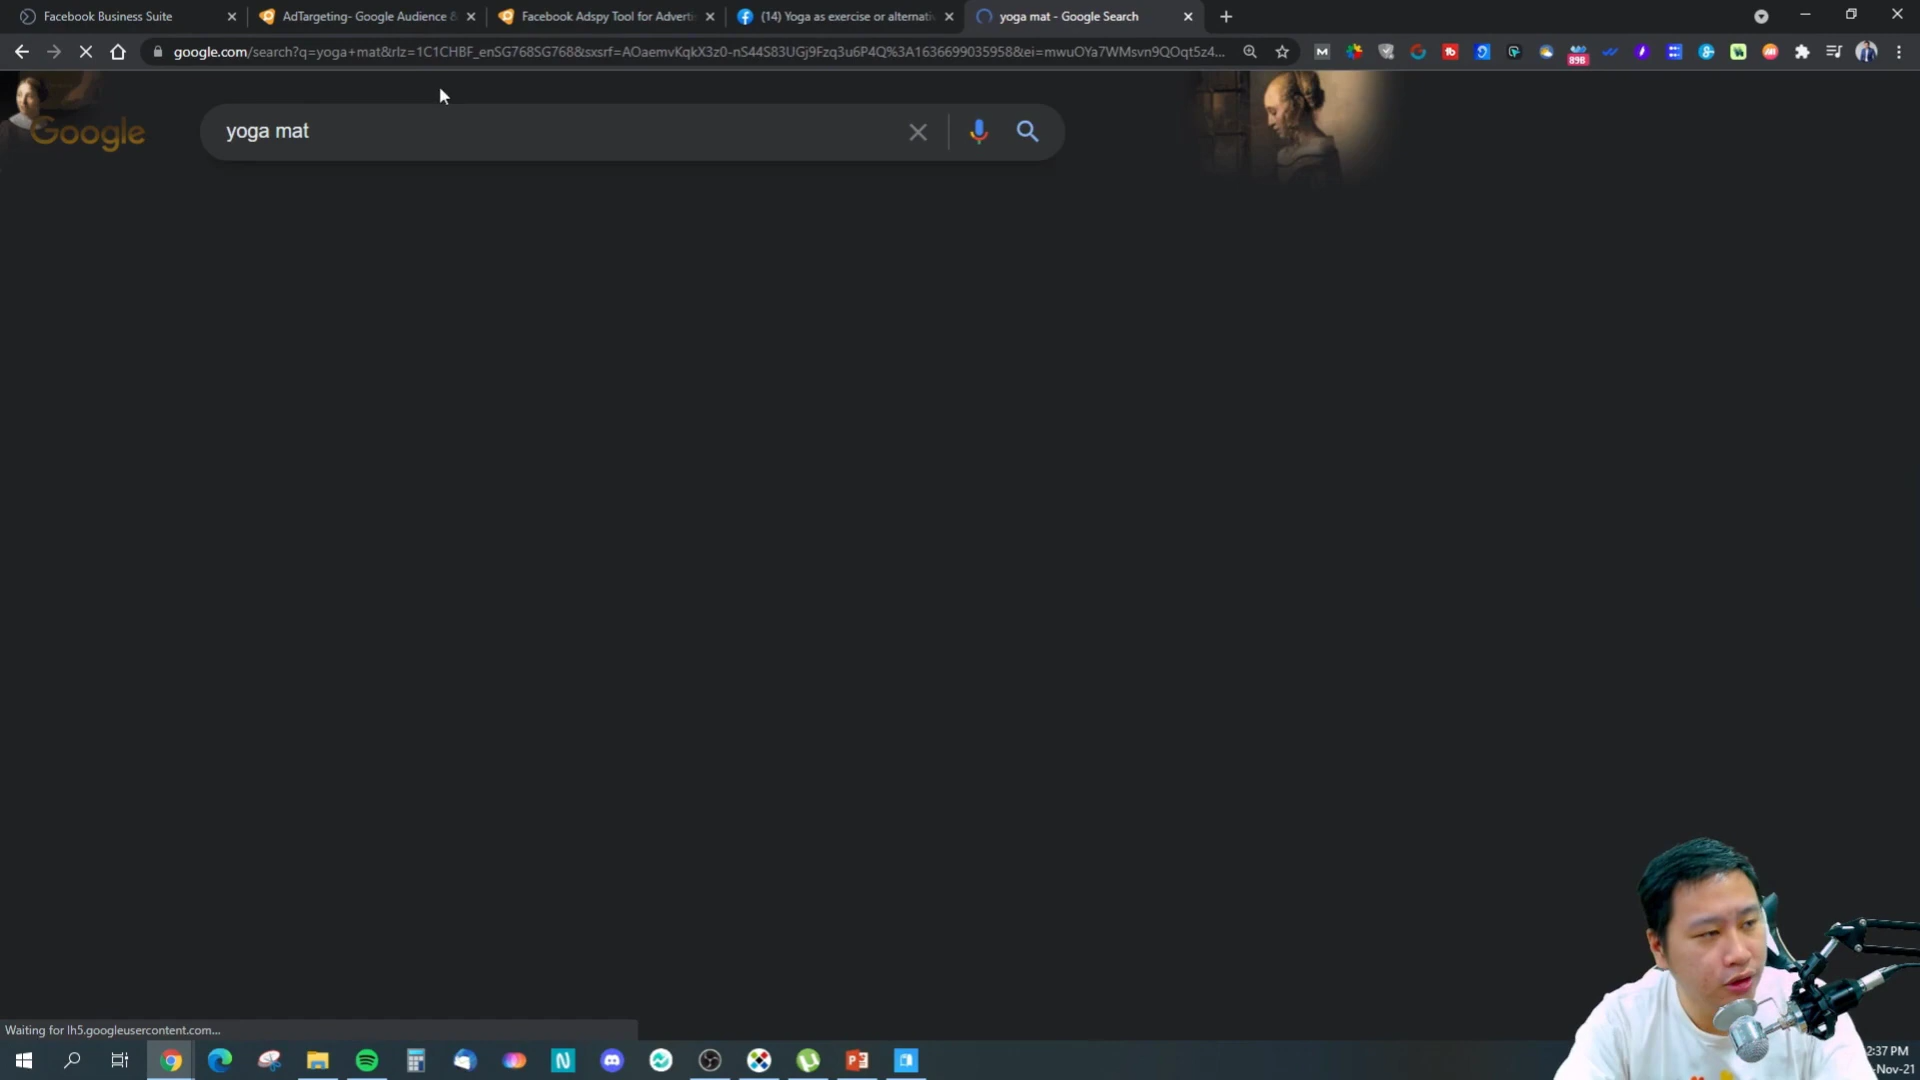 Facebook Business Suite
AdTargeting- Google Audience &
Facebook Adspy Tool for Adverti
(14) Yoga as exercise or alternati
yoga mat - Google Search
google.com/search?q=yoga+mat&rlz=1C1CHBF_enSG768SG768&sxsrf=AOaemvKqkX3z0-nS44S83UGj9Fzq3u6P4Q%3A1636699035958&ei=mwuOYa7WMsvn9QOqt5z4...
Google
yoga mat
Waiting for lh5.googleusercontent.com...
2:37 PM
-Nov-21